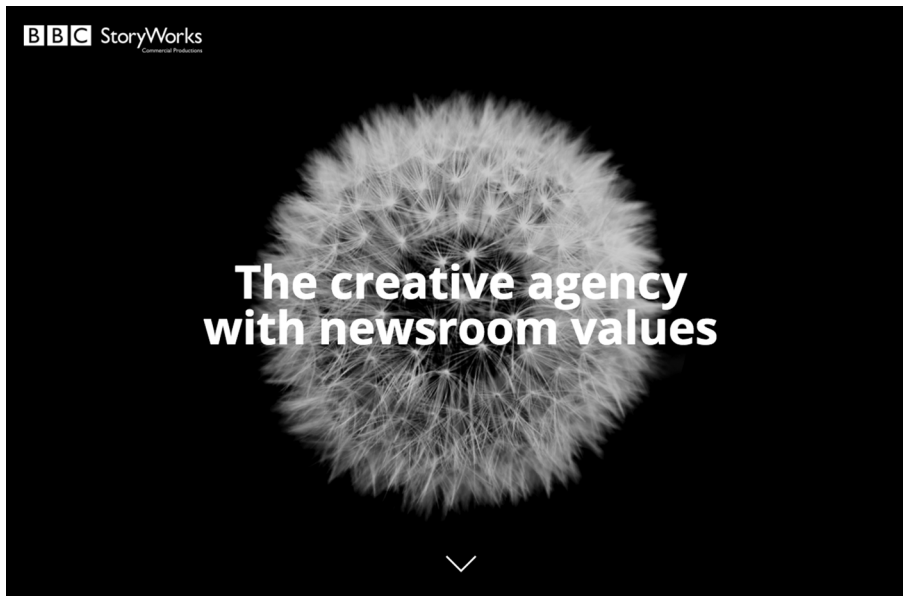 BBC StoryWorks
Commercial Productions
The creative agency
with newsroom values